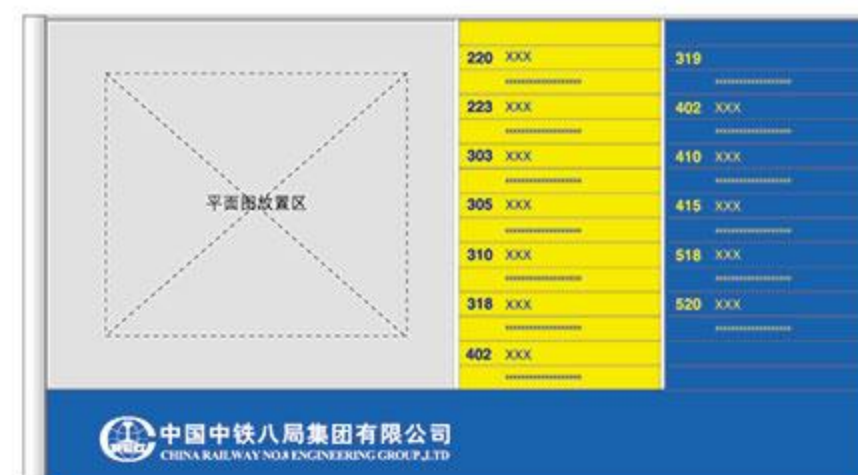 平面图放置区
220 XXX
223 XXX
303 XXX
305 XXX
310 XXX
318 XXX
402 XXX
319
402 XXX
410 XXX
415 XXX
518 XXX
520 XXX
中国中铁八局集团有限公司
CHINA RAILWAY NO.8 ENGINEERING GROUP.,LTD